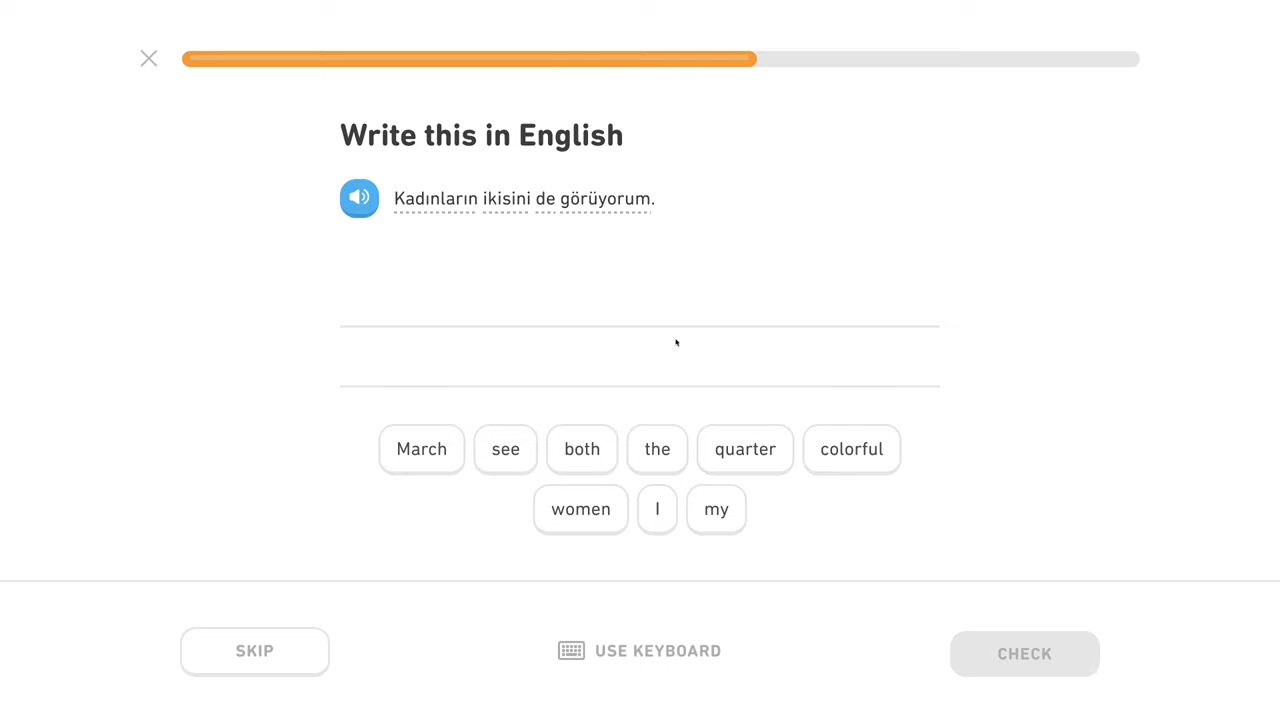 Write this in English
Kadınların ikisini de görüyorum.
March see both the quarter colorful
women I my
SKIP USE KEYBOARD CHECK